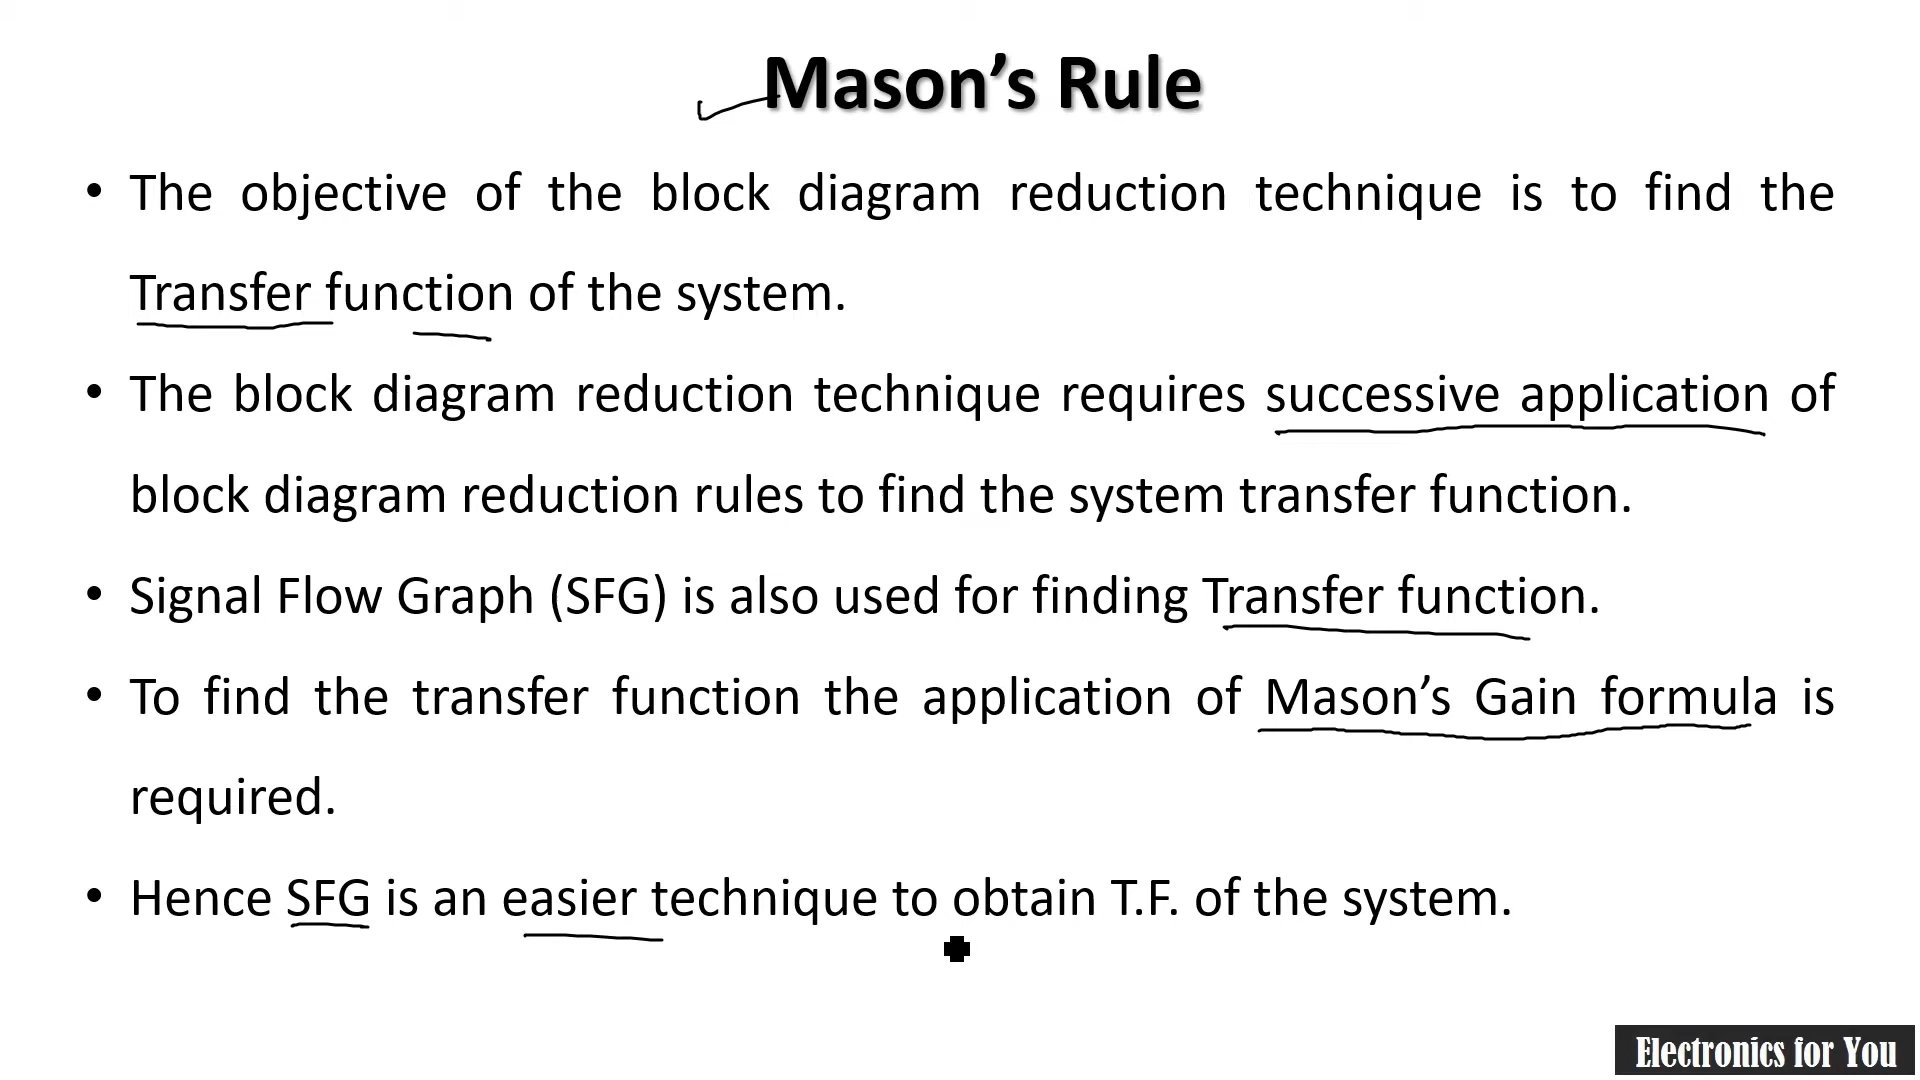 Mason’s Rule
• The objective of the block diagram reduction technique is to find the
Transfer function of the system.
• The block diagram reduction technique requires successive application of
block diagram reduction rules to find the system transfer function.
• Signal Flow Graph (SFG) is also used for finding Transfer function.
• To find the transfer function the application of Mason’s Gain formula is
required.
• Hence SFG is an easier technique to obtain T.F. of the system.
Electronics for You